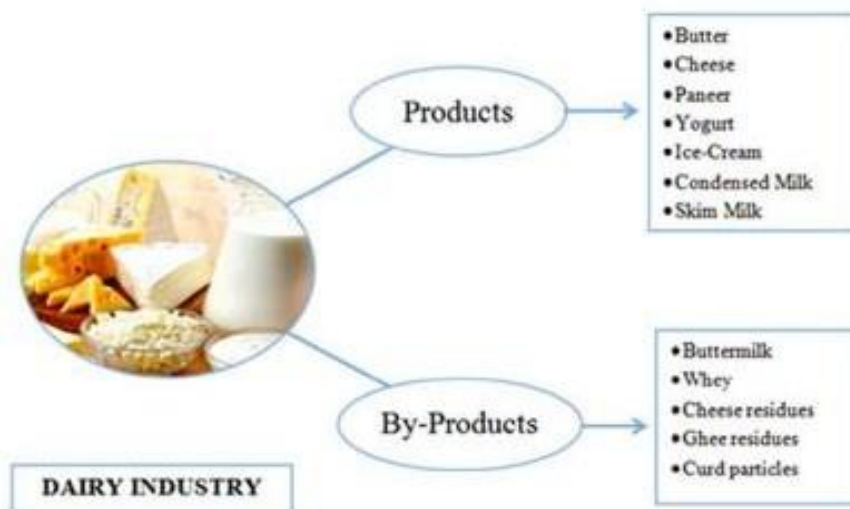 Products
• Butter
• Cheese
• Paneer
• Yogurt
• Ice-Cream
• Condensed Milk
• Skim Milk
By-Products
• Buttermilk
• Whey
• Cheese residues
• Ghee residues
• Curd particles
DAIRY INDUSTRY